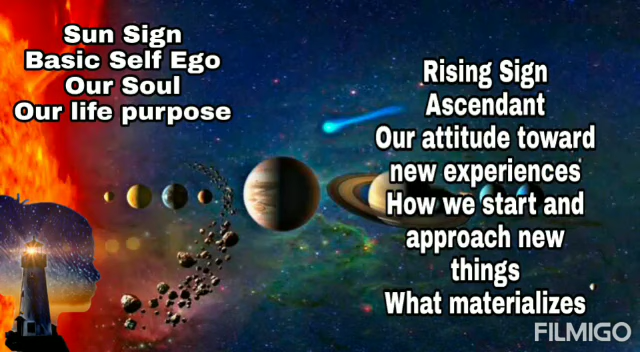 Sun Sign
Basic Self Ego
Our Soul
Our life purpose
Rising Sign
Ascendant
Our attitude toward
new experiences
How we start and
approach new
things
What materializes
FILMIGO